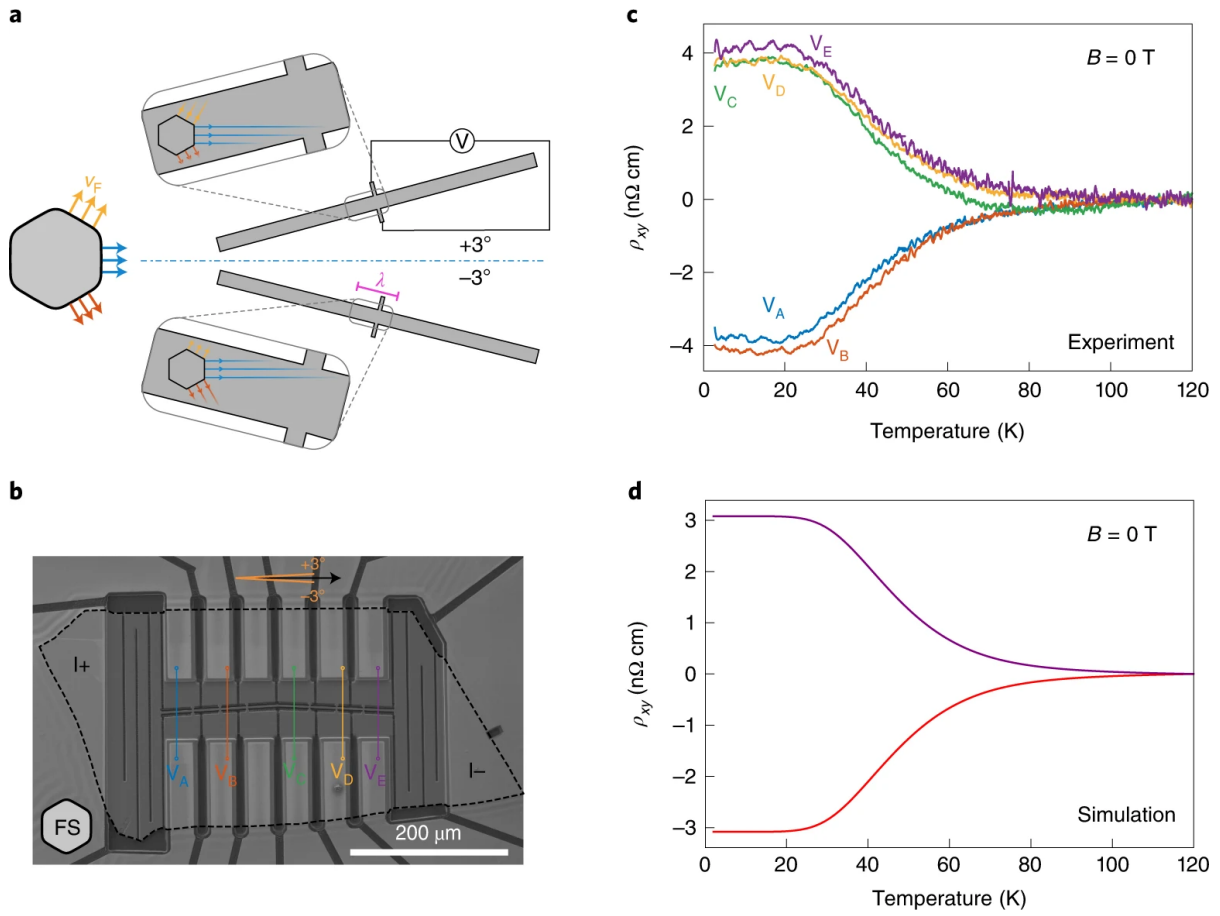 a
V
v_F
+3°
−3°
λ
b
+3°
−3°
I+
I−
V_A
V_B
V_C
V_D
V_E
FS
200 μm
c
V_E
B = 0 T
V_C
V_D
V_A
V_B
Experiment
ρ_xy (nΩ cm)
4
2
0
−2
−4
0
20
40
60
80
100
120
Temperature (K)
d
B = 0 T
Simulation
ρ_xy (nΩ cm)
3
2
1
0
−1
−2
−3
0
20
40
60
80
100
120
Temperature (K)